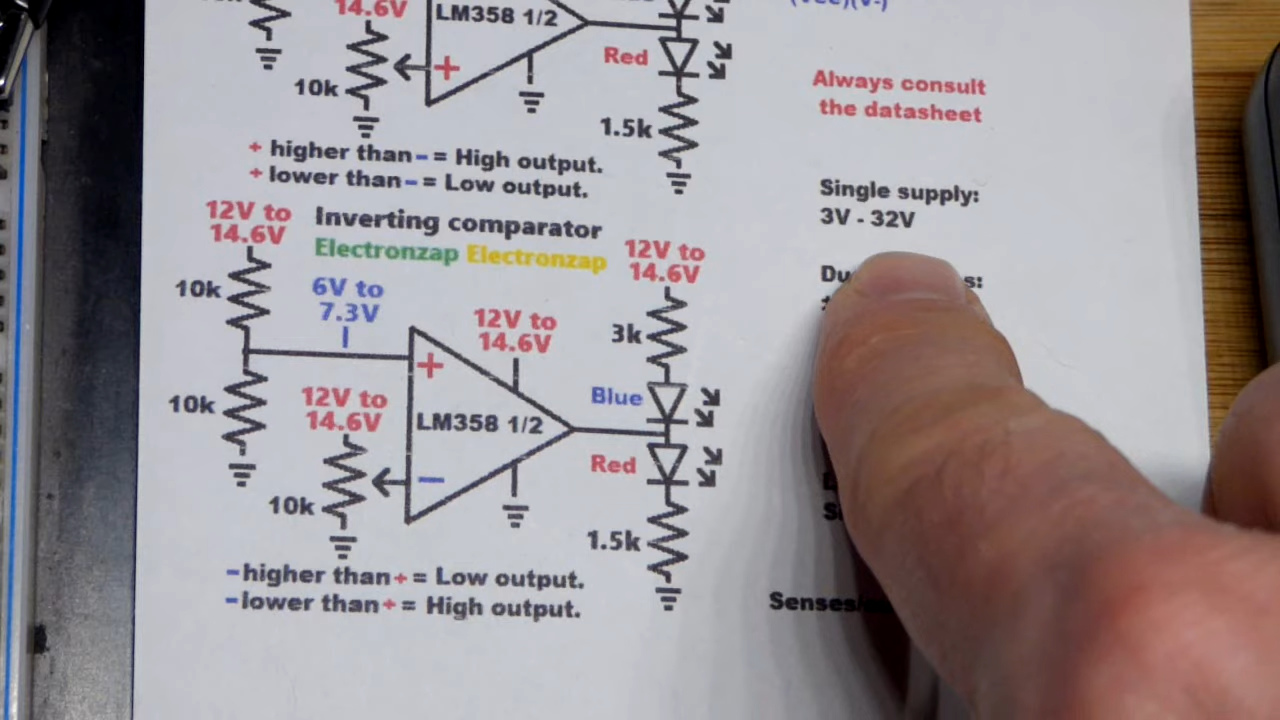 14.6V
LM358 1/2
+
10k
Red
1.5k
+ higher than - = High output.
+ lower than - = Low output.
Always consult
the datasheet
Single supply:
3V - 32V
12V to
14.6V
Inverting comparator
Electronzap Electronzap
12V to
14.6V
10k
6V to
7.3V
12V to
14.6V
3k
+
10k
12V to
14.6V
LM358 1/2
Blue
Red
-
10k
1.5k
- higher than + = Low output.
- lower than + = High output.